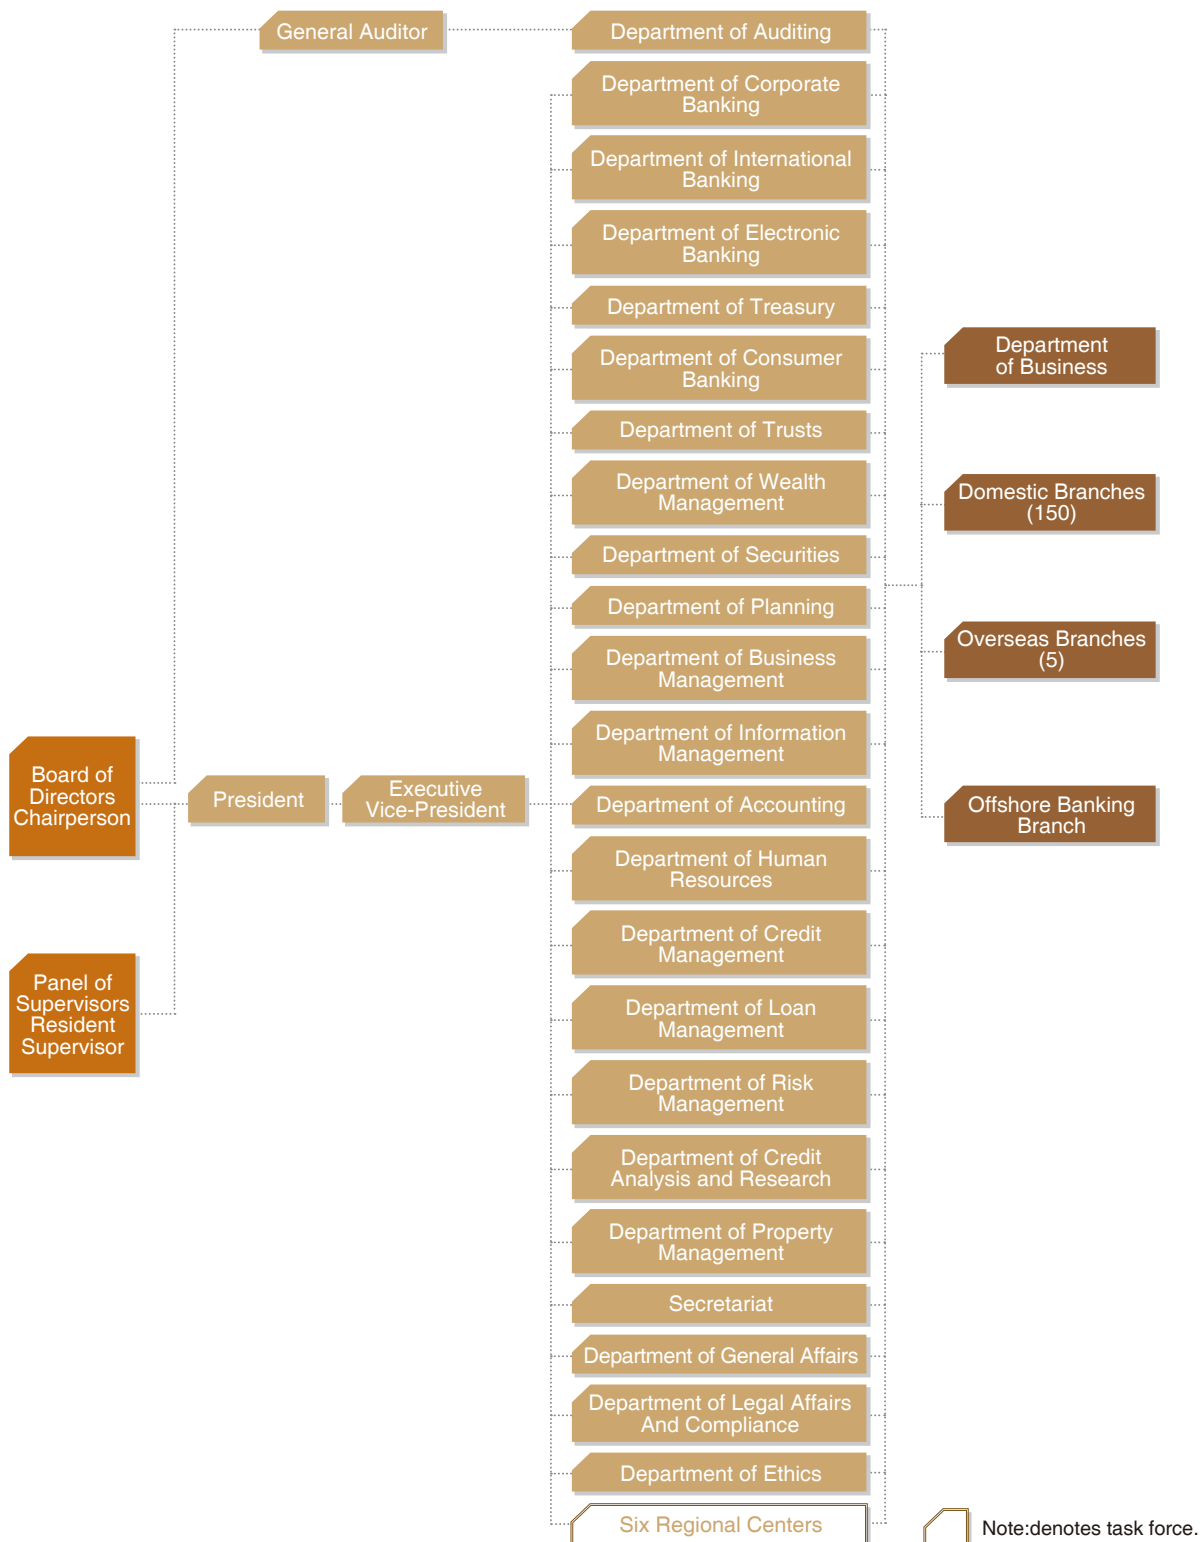 General Auditor
Department of Auditing
Department of Corporate
Banking
Department of International
Banking
Department of Electronic
Banking
Department of Treasury
Department of Consumer
Banking
Department of Trusts
Department of Wealth
Management
Department of Securities
Department of Planning
Department of Business
Management
Department of Information
Management
Board of
Directors
Chairperson
President
Executive
Vice-President
Department of Accounting
Department of Human
Resources
Panel of
Supervisors
Resident
Supervisor
Department of Credit
Management
Department of Loan
Management
Department of Risk
Management
Department of Credit
Analysis and Research
Department of Property
Management
Secretariat
Department of General Affairs
Department of Legal Affairs
And Compliance
Department of Ethics
Six Regional Centers
Department
of Business
Domestic Branches
(150)
Overseas Branches
(5)
Offshore Banking
Branch
Note:denotes task force.